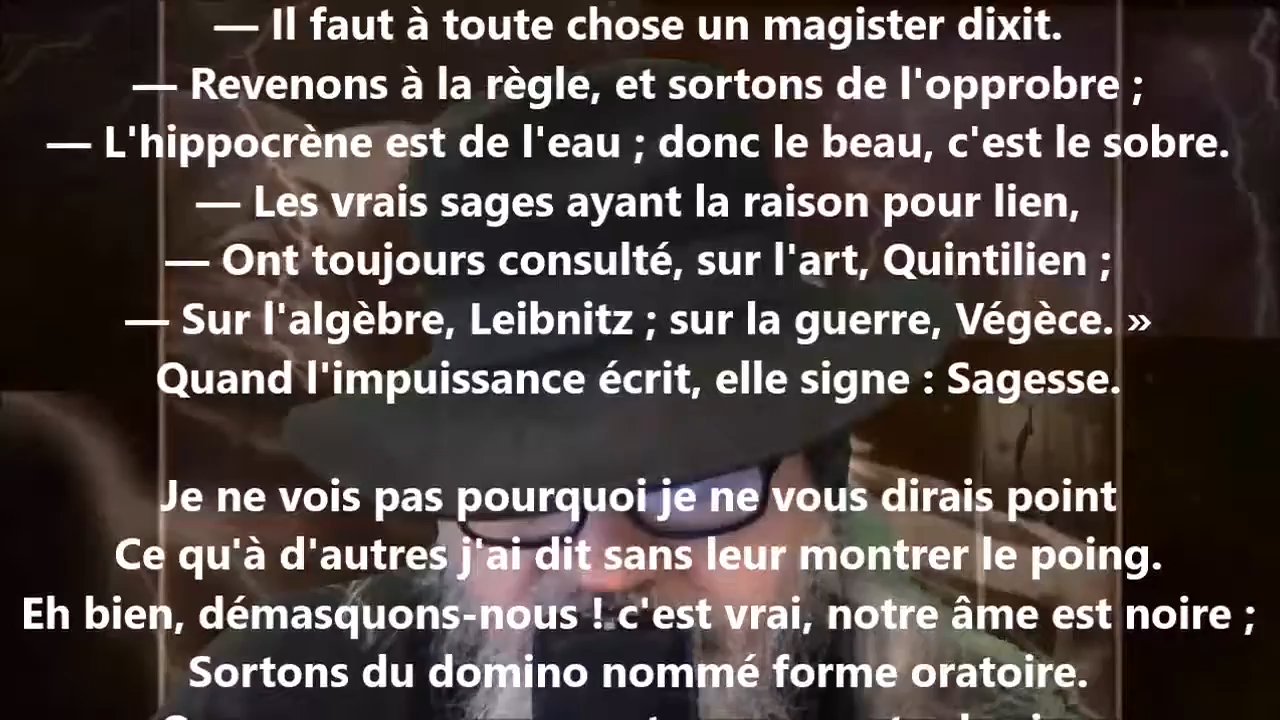 — Il faut à toute chose un magister dixit.
— Revenons à la règle, et sortons de l'opprobre ;
— L'hippocrène est de l'eau ; donc le beau, c'est le sobre.
— Les vrais sages ayant la raison pour lien,
— Ont toujours consulté, sur l'art, Quintilien ;
— Sur l'algèbre, Leibnitz ; sur la guerre, Végèce. »
Quand l'impuissance écrit, elle signe : Sagesse.
Je ne vois pas pourquoi je ne vous dirais point
Ce qu'à d'autres j'ai dit sans leur montrer le poing.
Eh bien, démasquons-nous ! c'est vrai, notre âme est noire ;
Sortons du domino nommé forme oratoire.